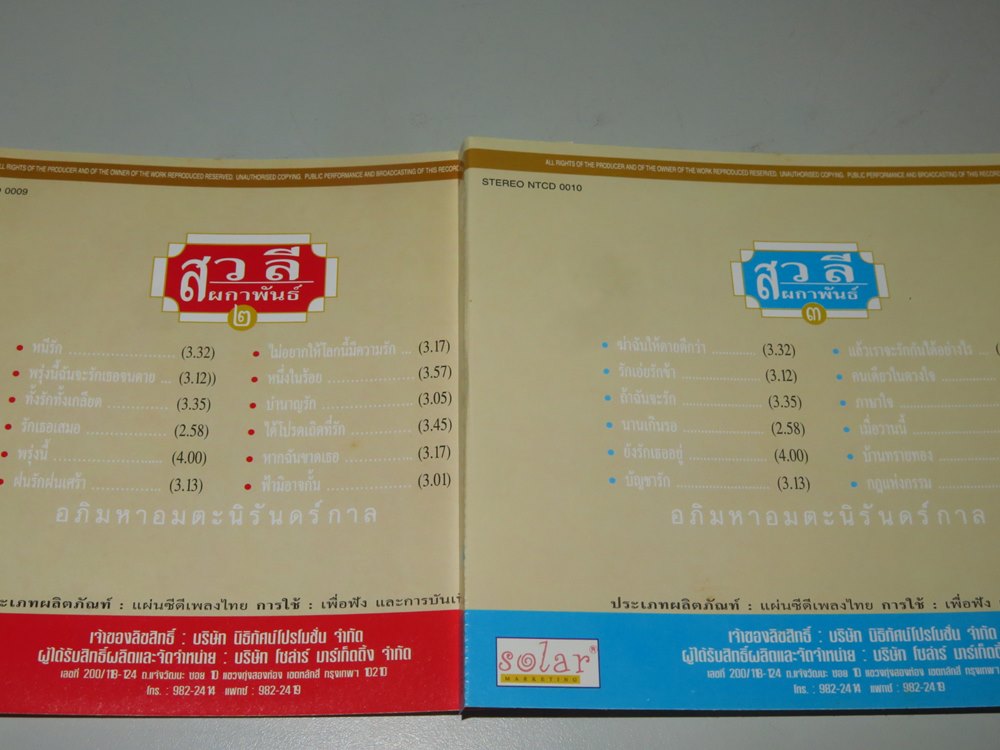 ALL RIGHTS OF THE PRODUCER AND OF THE OWNER OF THE WORK REPRODUCED RESERVED. UNAUTHORISED COPYING, PUBLIC PERFORMANCE AND BROADCASTING OF THIS RECORD
0009
สวลี
ผกาพันธ์
๒
หนีรัก (3.32)
พรุ่งนี้ฉันจะรักเธอจนตาย ... (3.12))
ทั้งรักทั้งเกลียด (3.35)
รักเธอเสมอ (2.58)
พรุ่งนี้ (4.00)
ฝนรักฝนเศร้า (3.13)
ไม่อยากให้โลกนี้มีความรัก ... (3.17)
หนึ่งในร้อย (3.57)
บำนาญรัก (3.05)
ได้โปรดเถิดที่รัก (3.45)
หากฉันขาดเธอ (3.17)
ฟ้ามิอาจกั้น (3.01)
อภิมหาอมตะนิรันดร์กาล
ระเภทผลิตภัณฑ์ : แผ่นซีดีเพลงไทย การใช้ : เพื่อฟัง และการบันเท
เจ้าของลิขสิทธิ์ : บริษัท นิธิทัศน์โปรโมชั่น จำกัด
ผู้ได้รับสิทธิ์ผลิตและจัดจำหน่าย : บริษัท โซล่าร์ มาร์เก็ตติ้ง จำกัด
เลขที่ 200/118-124 ถ.แจ้งวัฒนะ ซอย 10 แขวงทุ่งสองห้อง เขตหลักสี่ กรุงเทพฯ 10210
โทร. : 982-2414 แฟกซ์ : 982-2419
ALL RIGHTS OF THE PRODUCER AND OF THE OWNER OF THE WORK REPRODUCED RESERVED. UNAUTHORISED COPYING, PUBLIC PERFORMANCE AND BROADCASTING OF THIS RECORD
STEREO NTCD 0010
สวลี
ผกาพันธ์
๓
ฆ่าฉันให้ตายดีกว่า (3.32)
รักเอ๋ยรักข้า (3.12)
ถ้าฉันจะรัก (3.35)
นานเกินรอ (2.58)
ยังรักเธออยู่ (4.00)
บัญชารัก (3.13)
แล้วเราจะรักกันได้อย่างไร ...
คนเดียวในดวงใจ
ภาษาใจ
เมื่อวานนี้
บ้านทรายทอง
กฎแห่งกรรม
อภิมหาอมตะนิรันดร์กาล
ประเภทผลิตภัณฑ์ : แผ่นซีดีเพลงไทย การใช้ : เพื่อฟัง
solar®
MARKETING
เจ้าของลิขสิทธิ์ : บริษัท นิธิทัศน์โปรโมชั่น จำกัด
ผู้ได้รับสิทธิ์ผลิตและจัดจำหน่าย : บริษัท โซล่าร์ มาร์เก็ตติ้ง จำกัด
เลขที่ 200/118-124 ถ.แจ้งวัฒนะ ซอย 10 แขวงทุ่งสองห้อง เขตหลักสี่ กรุงเทพฯ
โทร. : 982-2414 แฟกซ์ : 982-2419